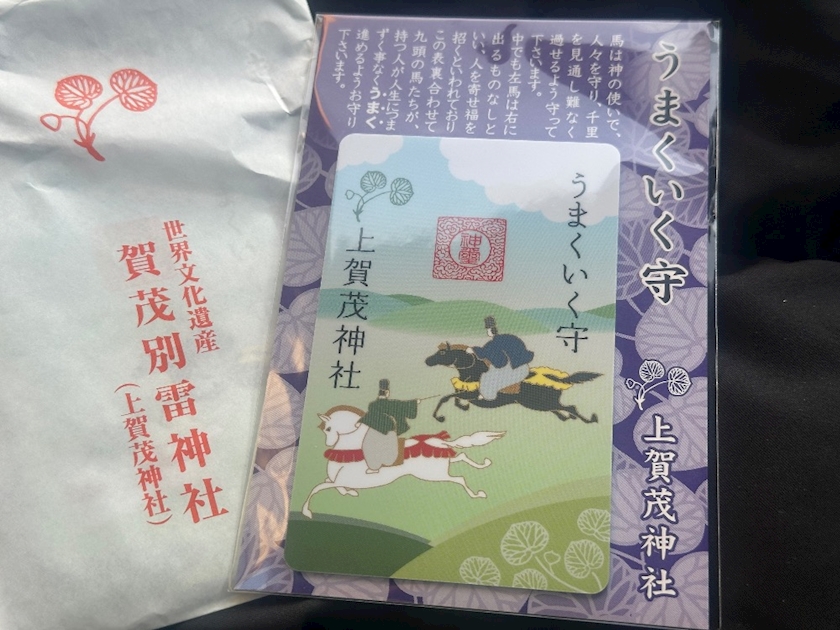 世界文化遺産
賀茂別雷神社
(上賀茂神社)
うまくいく守
上賀茂神社
馬は神の使いで、
人々を守り、千里
を見通し難なく
過せるよう守って
下さいます。
中でも左馬は右に
出るものなしと
いい、人を寄せ福を
招くといわれており
この表裏合わせて
九頭の馬たちが、
持つ人が人生につま
ずく事なくうまく
進めるようお守り
下さいます。
うまくいく守
神璽
上賀茂神社